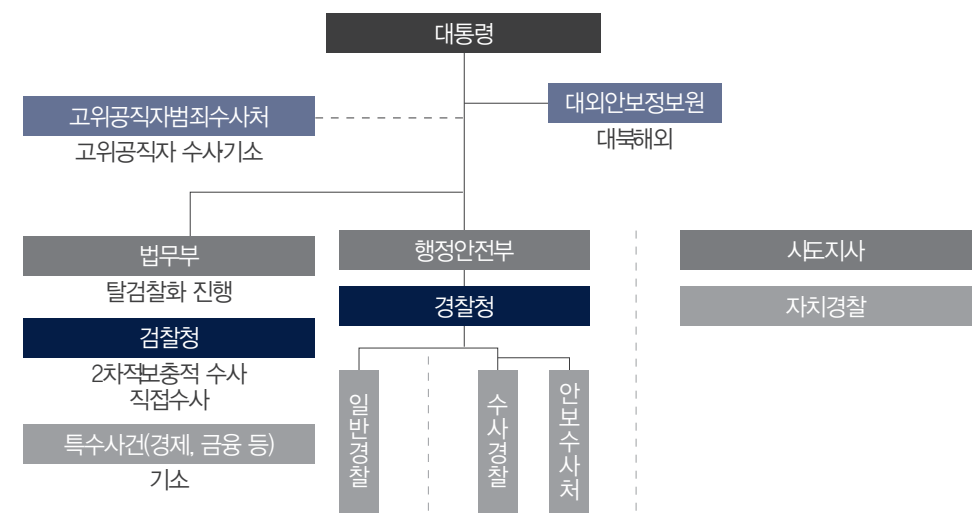 대통령
고위공직자범죄수사처
고위공직자 수사기소
대외안보정보원
대북해외
법무부
탈검찰화 진행
검찰청
2차적보충적 수사
직접수사
특수사건(경제, 금융 등)
기소
행정안전부
경찰청
일반경찰
수사경찰
안보수사처
시도지사
자치경찰